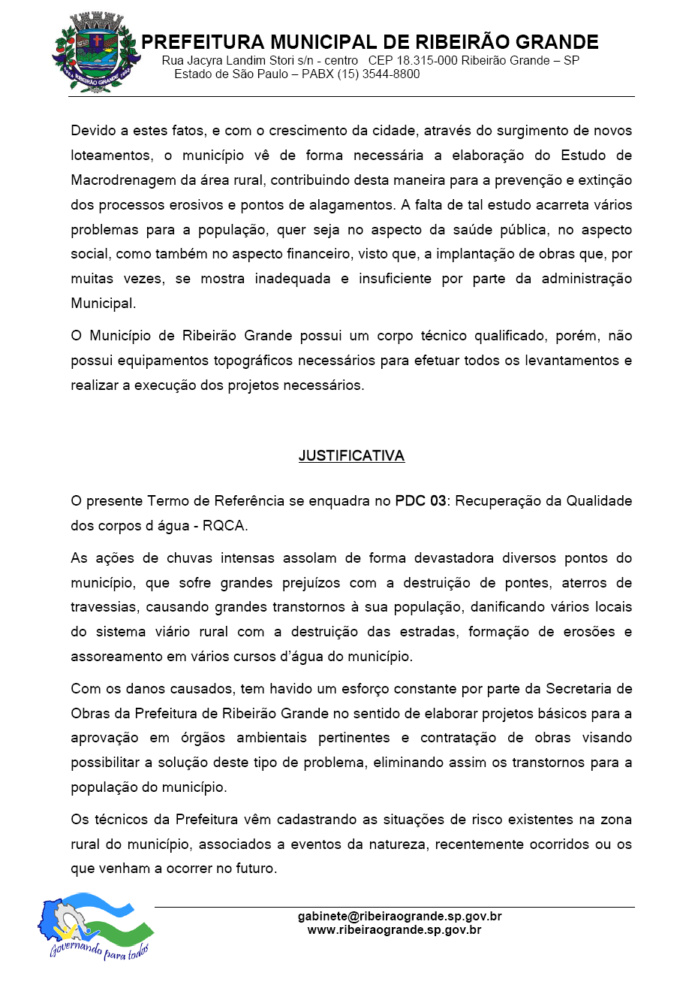 PREFEITURA MUNICIPAL DE RIBEIRÃO GRANDE
Rua Jacyra Landim Stori s/n - centro CEP 18.315-000 Ribeirão Grande – SP
Estado de São Paulo – PABX (15) 3544-8800
RIBEIRÃO GRANDE
Devido a estes fatos, e com o crescimento da cidade, através do surgimento de novos
loteamentos, o município vê de forma necessária a elaboração do Estudo de
Macrodrenagem da área rural, contribuindo desta maneira para a prevenção e extinção
dos processos erosivos e pontos de alagamentos. A falta de tal estudo acarreta vários
problemas para a população, quer seja no aspecto da saúde pública, no aspecto
social, como também no aspecto financeiro, visto que, a implantação de obras que, por
muitas vezes, se mostra inadequada e insuficiente por parte da administração
Municipal.
O Município de Ribeirão Grande possui um corpo técnico qualificado, porém, não
possui equipamentos topográficos necessários para efetuar todos os levantamentos e
realizar a execução dos projetos necessários.
JUSTIFICATIVA
O presente Termo de Referência se enquadra no PDC 03: Recuperação da Qualidade
dos corpos d água - RQCA.
As ações de chuvas intensas assolam de forma devastadora diversos pontos do
município, que sofre grandes prejuízos com a destruição de pontes, aterros de
travessias, causando grandes transtornos à sua população, danificando vários locais
do sistema viário rural com a destruição das estradas, formação de erosões e
assoreamento em vários cursos d’água do município.
Com os danos causados, tem havido um esforço constante por parte da Secretaria de
Obras da Prefeitura de Ribeirão Grande no sentido de elaborar projetos básicos para a
aprovação em órgãos ambientais pertinentes e contratação de obras visando
possibilitar a solução deste tipo de problema, eliminando assim os transtornos para a
população do município.
Os técnicos da Prefeitura vêm cadastrando as situações de risco existentes na zona
rural do município, associados a eventos da natureza, recentemente ocorridos ou os
que venham a ocorrer no futuro.
gabinete@ribeiraogrande.sp.gov.br
www.ribeiraogrande.sp.gov.br
Governando para todos